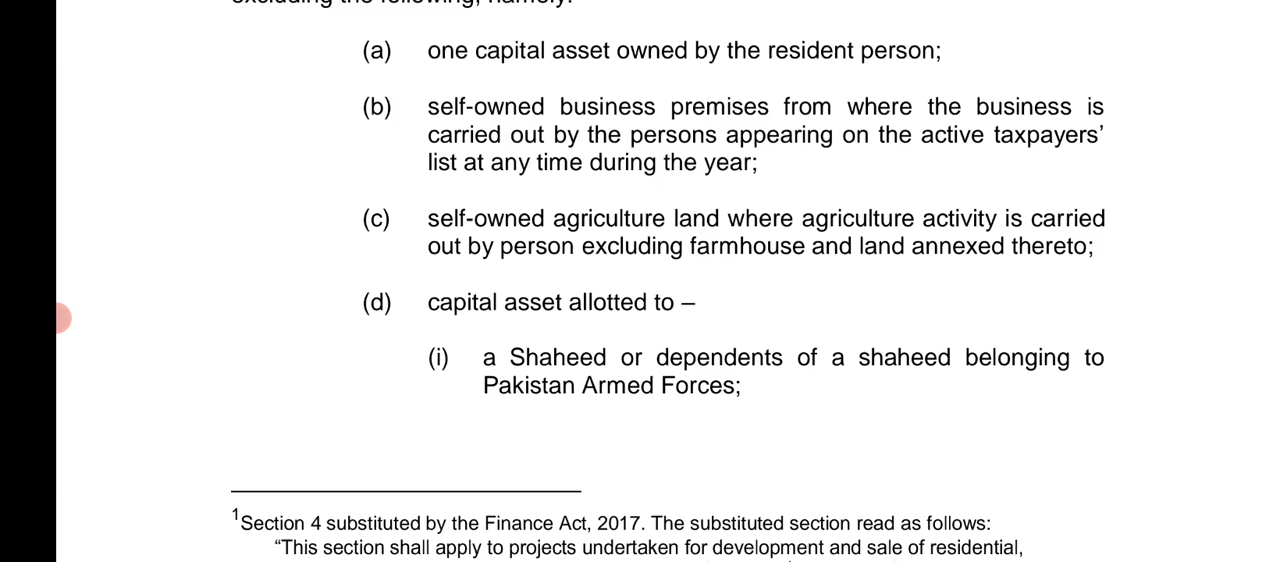 excluding the following, namely:
(a) one capital asset owned by the resident person;
(b) self-owned business premises from where the business is
carried out by the persons appearing on the active taxpayers’
list at any time during the year;
(c) self-owned agriculture land where agriculture activity is carried
out by person excluding farmhouse and land annexed thereto;
(d) capital asset allotted to –
(i) a Shaheed or dependents of a shaheed belonging to
Pakistan Armed Forces;
1Section 4 substituted by the Finance Act, 2017. The substituted section read as follows:
“This section shall apply to projects undertaken for development and sale of residential,